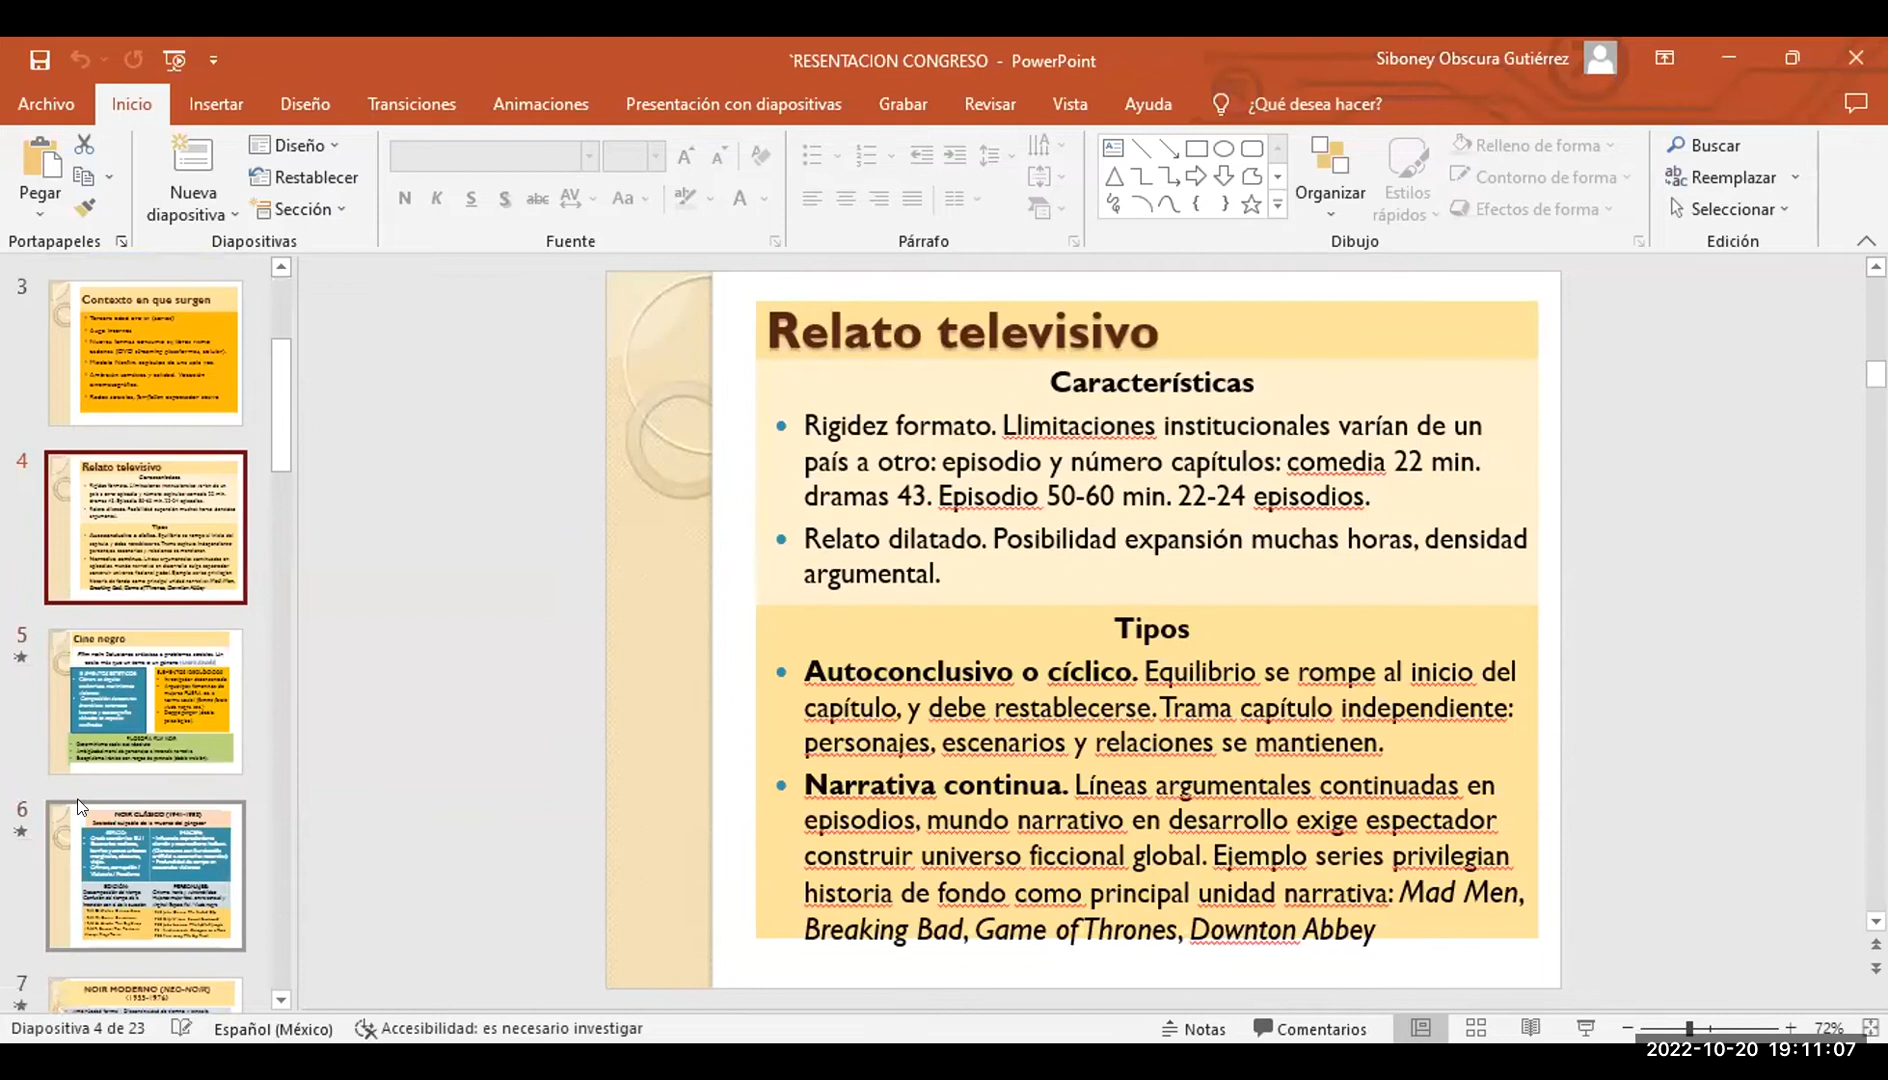 `RESENTACION CONGRESO - PowerPoint
Siboney Obscura Gutiérrez
Archivo Inicio Insertar Diseño Transiciones Animaciones Presentación con diapositivas Grabar Revisar Vista Ayuda ¿Qué desea hacer?
Pegar
Nueva diapositiva
Diseño
Restablecer
Sección
N K S S abc AV Aa A
Organizar
Estilos rápidos
Relleno de forma
Contorno de forma
Efectos de forma
Buscar
Reemplazar
Seleccionar
Portapapeles Diapositivas Fuente Párrafo Dibujo Edición
3
Contexto en que surgen
4
Relato televisivo
5
Cine negro
6
NOIR CLÁSICO
7
NOIR MODERNO (NEO-NOIR)
Relato televisivo
Características
Rigidez formato. Llimitaciones institucionales varían de un
país a otro: episodio y número capítulos: comedia 22 min.
dramas 43. Episodio 50-60 min. 22-24 episodios.
Relato dilatado. Posibilidad expansión muchas horas, densidad
argumental.
Tipos
Autoconclusivo o cíclico. Equilibrio se rompe al inicio del
capítulo, y debe restablecerse. Trama capítulo independiente:
personajes, escenarios y relaciones se mantienen.
Narrativa continua. Líneas argumentales continuadas en
episodios, mundo narrativo en desarrollo exige espectador
construir universo ficcional global. Ejemplo series privilegian
historia de fondo como principal unidad narrativa: Mad Men,
Breaking Bad, Game of Thrones, Downton Abbey
Diapositiva 4 de 23 Español (México) Accesibilidad: es necesario investigar Notas Comentarios 72%
2022-10-20 19:11:07